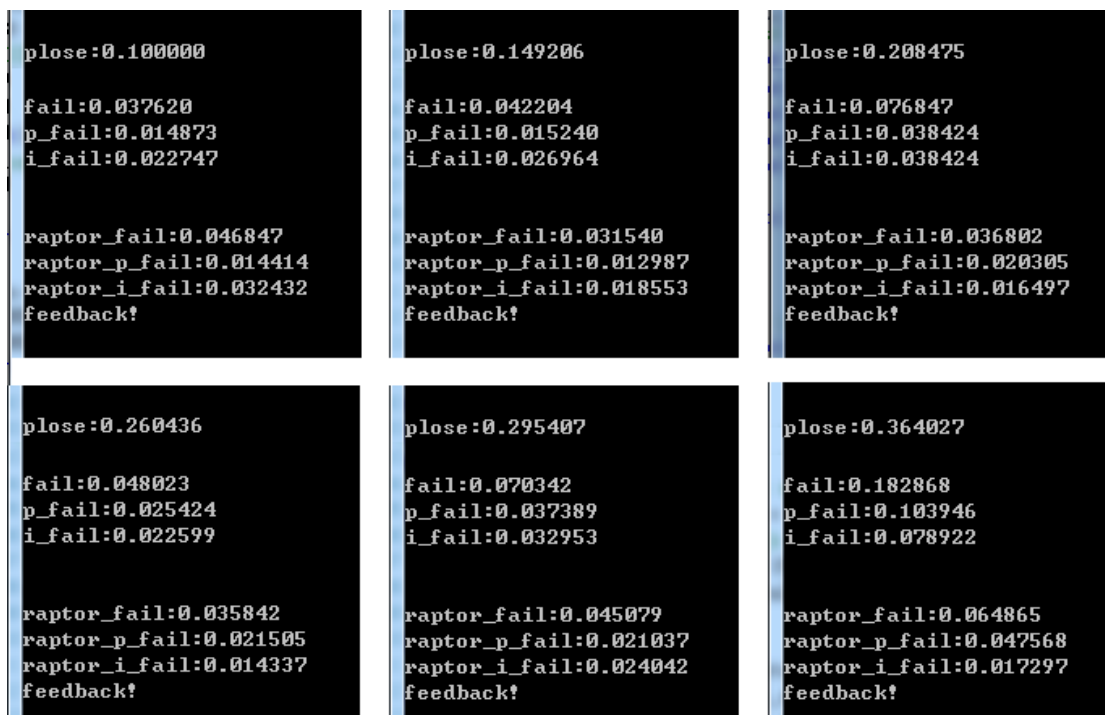 plose:0.100000
fail:0.037620
p_fail:0.014873
i_fail:0.022747
raptor_fail:0.046847
raptor_p_fail:0.014414
raptor_i_fail:0.032432
feedback!
plose:0.149206
fail:0.042204
p_fail:0.015240
i_fail:0.026964
raptor_fail:0.031540
raptor_p_fail:0.012987
raptor_i_fail:0.018553
feedback!
plose:0.208475
fail:0.076847
p_fail:0.038424
i_fail:0.038424
raptor_fail:0.036802
raptor_p_fail:0.020305
raptor_i_fail:0.016497
feedback!
plose:0.260436
fail:0.048023
p_fail:0.025424
i_fail:0.022599
raptor_fail:0.035842
raptor_p_fail:0.021505
raptor_i_fail:0.014337
feedback!
plose:0.295407
fail:0.070342
p_fail:0.037389
i_fail:0.032953
raptor_fail:0.045079
raptor_p_fail:0.021037
raptor_i_fail:0.024042
feedback!
plose:0.364027
fail:0.182868
p_fail:0.103946
i_fail:0.078922
raptor_fail:0.064865
raptor_p_fail:0.047568
raptor_i_fail:0.017297
feedback!